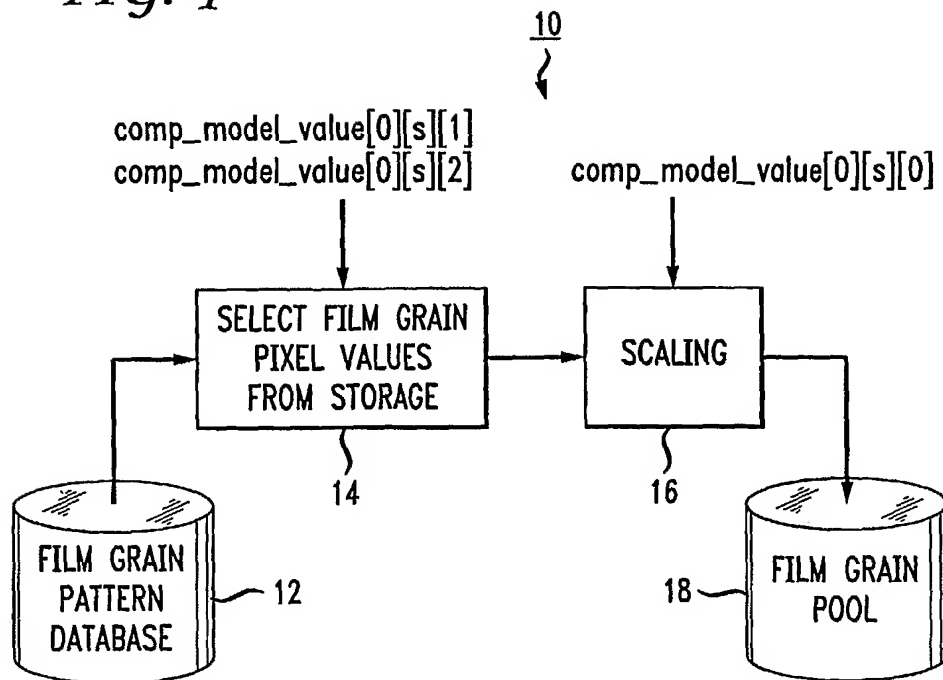 Fig. 1
10
comp_model_value[0][s][1]
comp_model_value[0][s][2]
comp_model_value[0][s][0]
SELECT FILM GRAIN
PIXEL VALUES
FROM STORAGE
SCALING
14
16
FILM GRAIN
PATTERN
DATABASE
12
18
FILM GRAIN
POOL